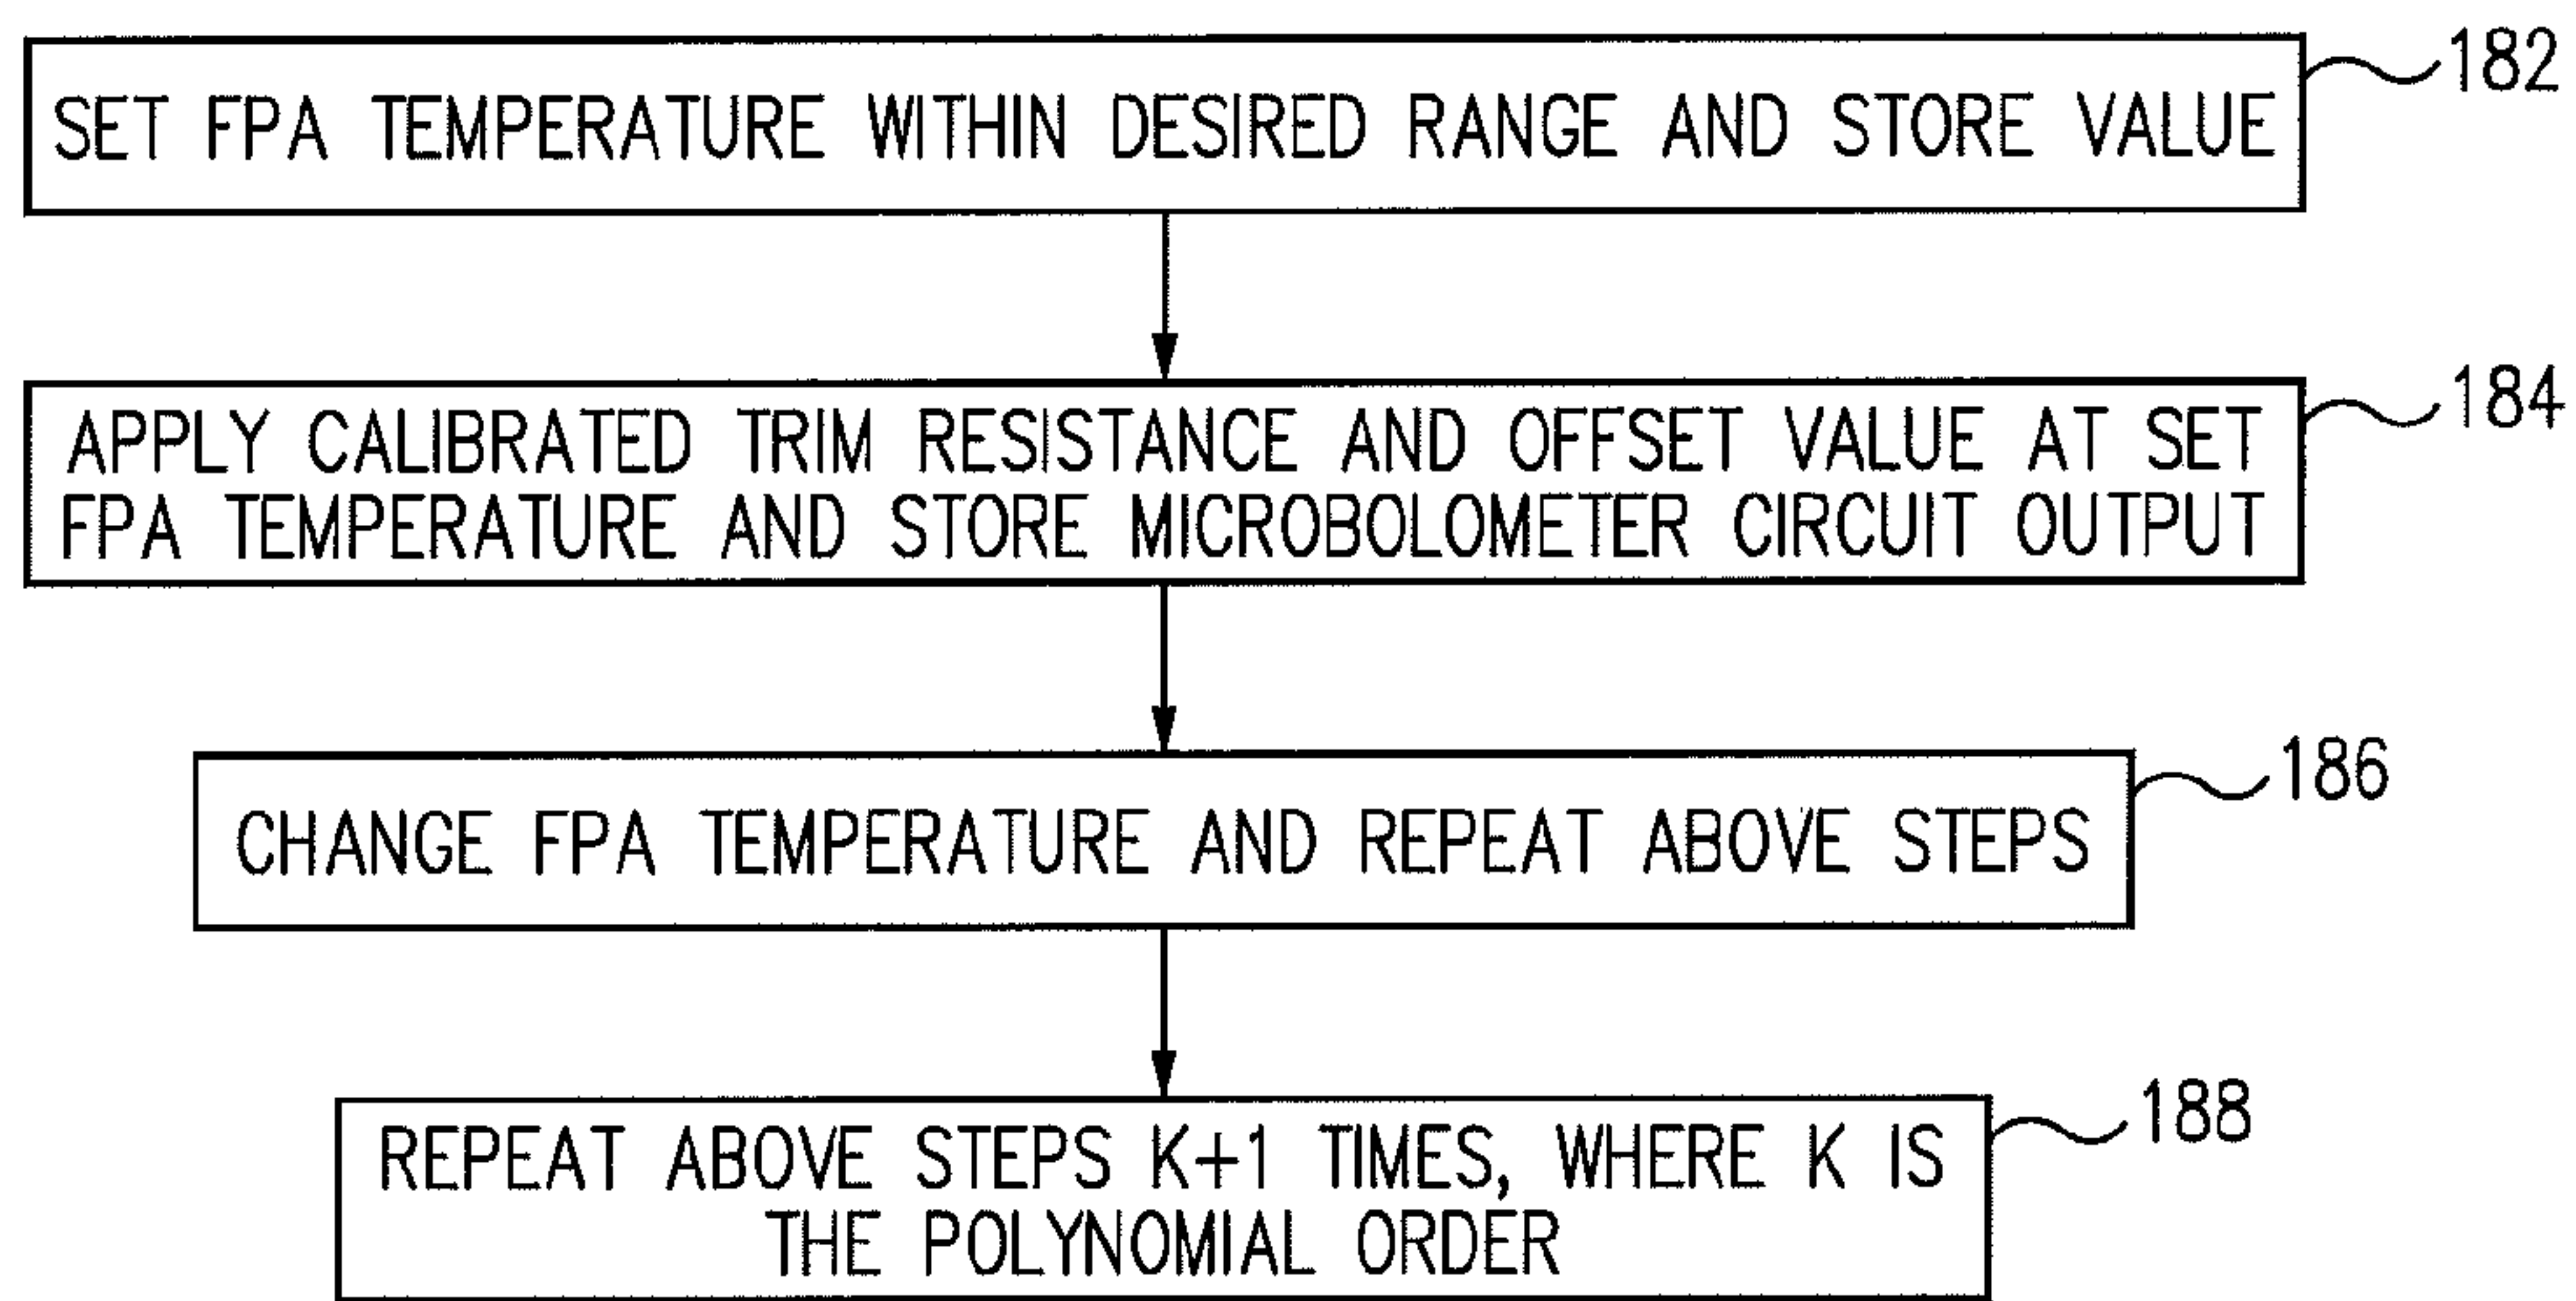 SET FPA TEMPERATURE WITHIN DESIRED RANGE AND STORE VALUE
182
APPLY CALIBRATED TRIM RESISTANCE AND OFFSET VALUE AT SET
FPA TEMPERATURE AND STORE MICROBOLOMETER CIRCUIT OUTPUT
184
CHANGE FPA TEMPERATURE AND REPEAT ABOVE STEPS
186
REPEAT ABOVE STEPS K+1 TIMES, WHERE K IS
THE POLYNOMIAL ORDER
188